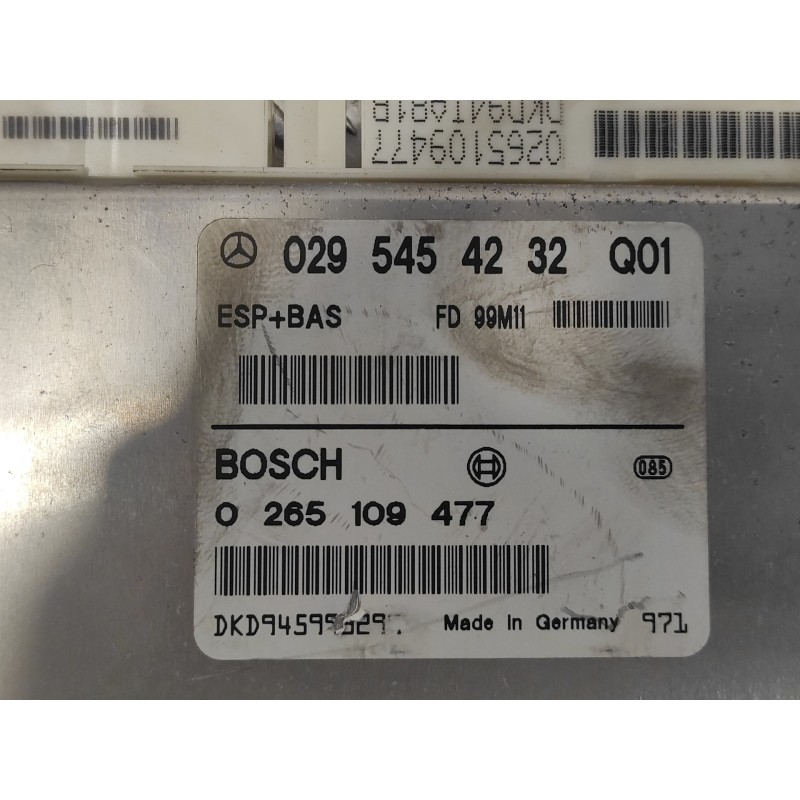 0265109477
029 545 42 32 Q01
ESP+BAS FD 99M11
BOSCH 085
0 265 109 477
Made in Germany 971